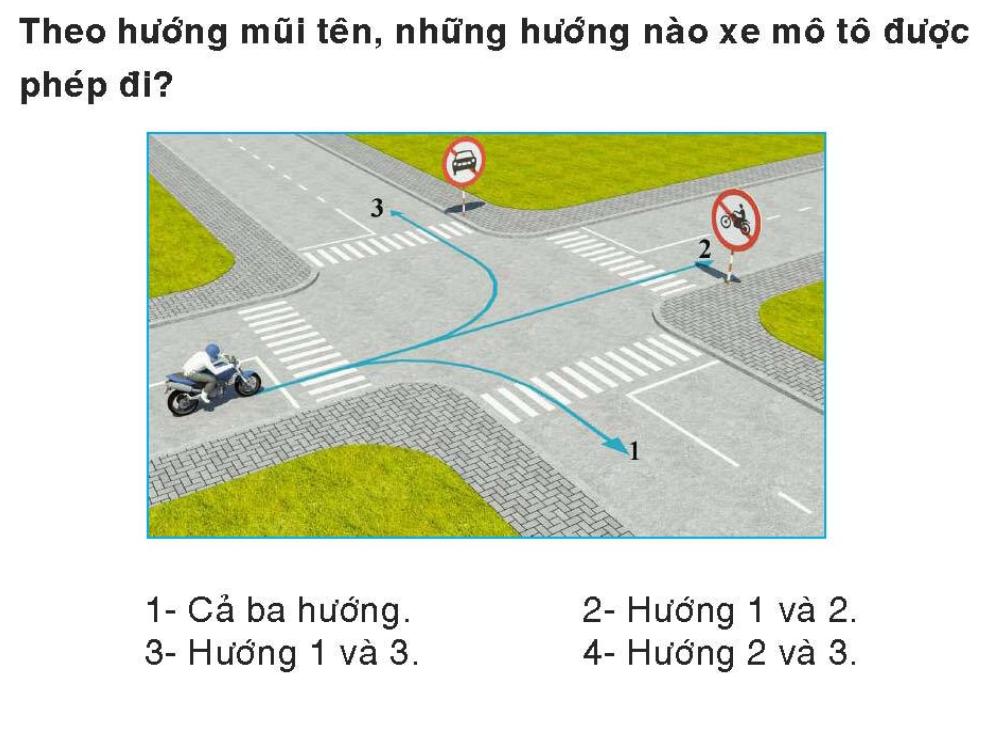 Theo hướng mũi tên, những hướng nào xe mô tô được
phép đi?
3
2
1
1- Cả ba hướng. 2- Hướng 1 và 2.
3- Hướng 1 và 3. 4- Hướng 2 và 3.